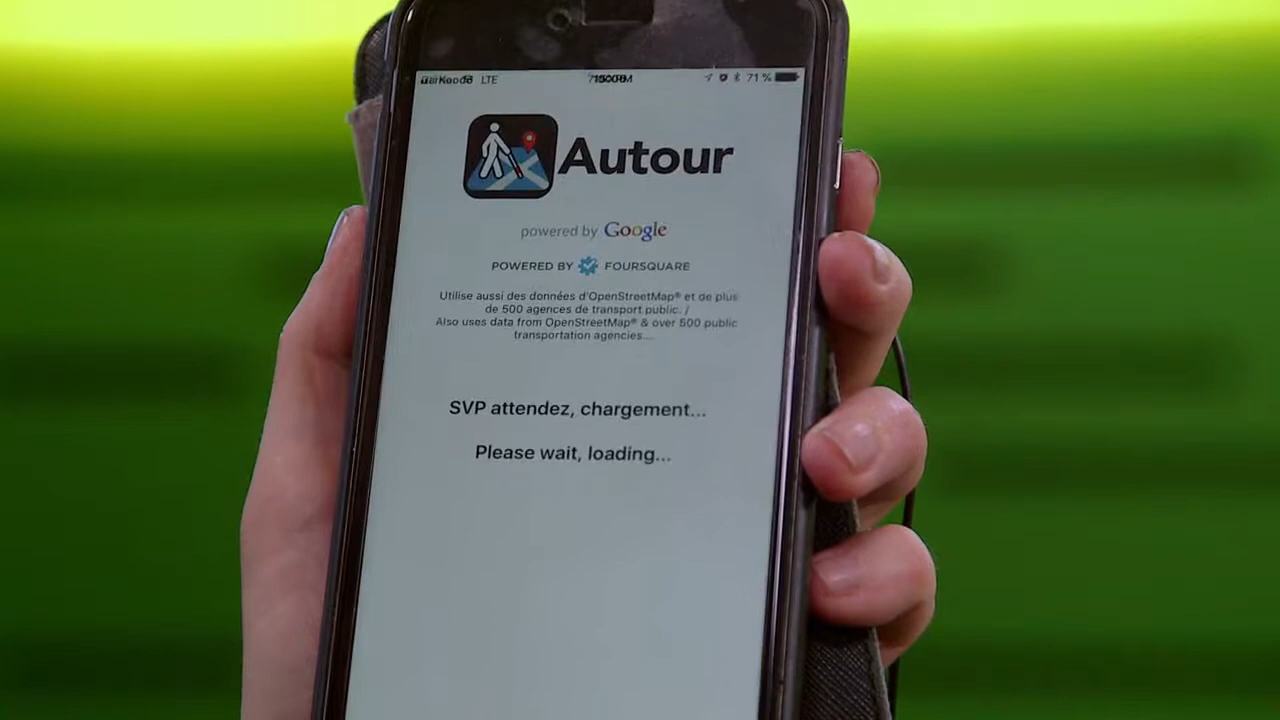 LTE
71 %
Autour
powered by Google
POWERED BY FOURSQUARE
Utilise aussi des données d'OpenStreetMap® et de plus
de 500 agences de transport public. /
Also uses data from OpenStreetMap® & over 500 public
transportation agencies...
SVP attendez, chargement...
Please wait, loading...